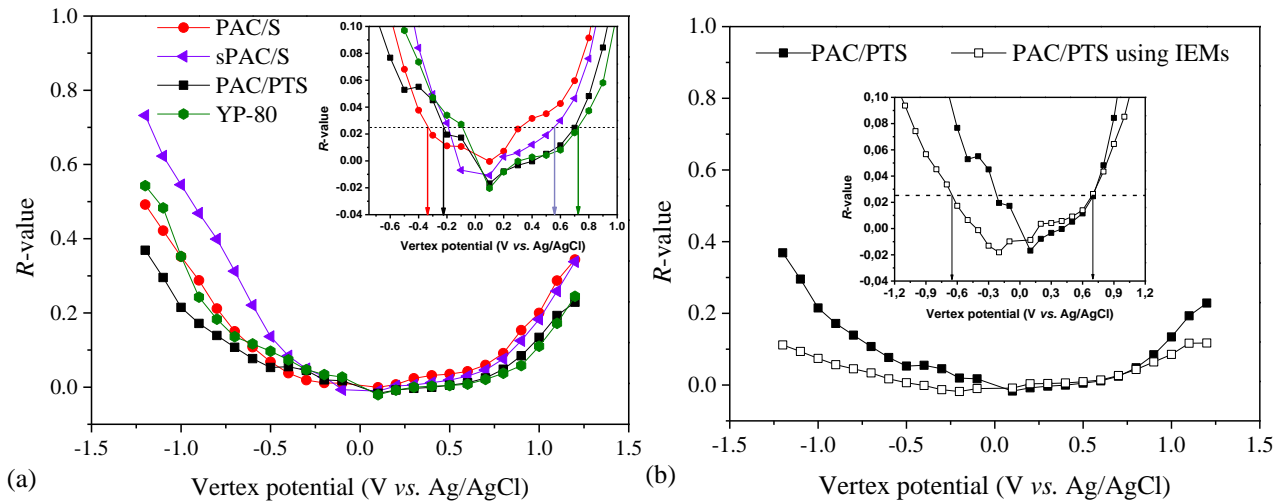 1.0
0.8
0.6
0.4
0.2
0.0
R-value
-1.5 -1.0 -0.5 0.0 0.5 1.0 1.5
Vertex potential (V vs. Ag/AgCl)
(a)
PAC/S
sPAC/S
PAC/PTS
YP-80
0.10
0.08
0.06
0.04
0.02
0.00
-0.02
-0.04
R-value
-0.6 -0.4 -0.2 0.0 0.2 0.4 0.6 0.8 1.0
Vertex potential (V vs. Ag/AgCl)
1.0
0.8
0.6
0.4
0.2
0.0
R-value
-1.5 -1.0 -0.5 0.0 0.5 1.0 1.5
Vertex potential (V vs. Ag/AgCl)
(b)
PAC/PTS PAC/PTS using IEMs
0,10
0,08
0,06
0,04
0,02
0,00
-0,02
-0,04
R-value
-1,2 -0,9 -0,6 -0,3 0,0 0,3 0,6 0,9 1,2
Vertex potential (V vs. Ag/AgCl)